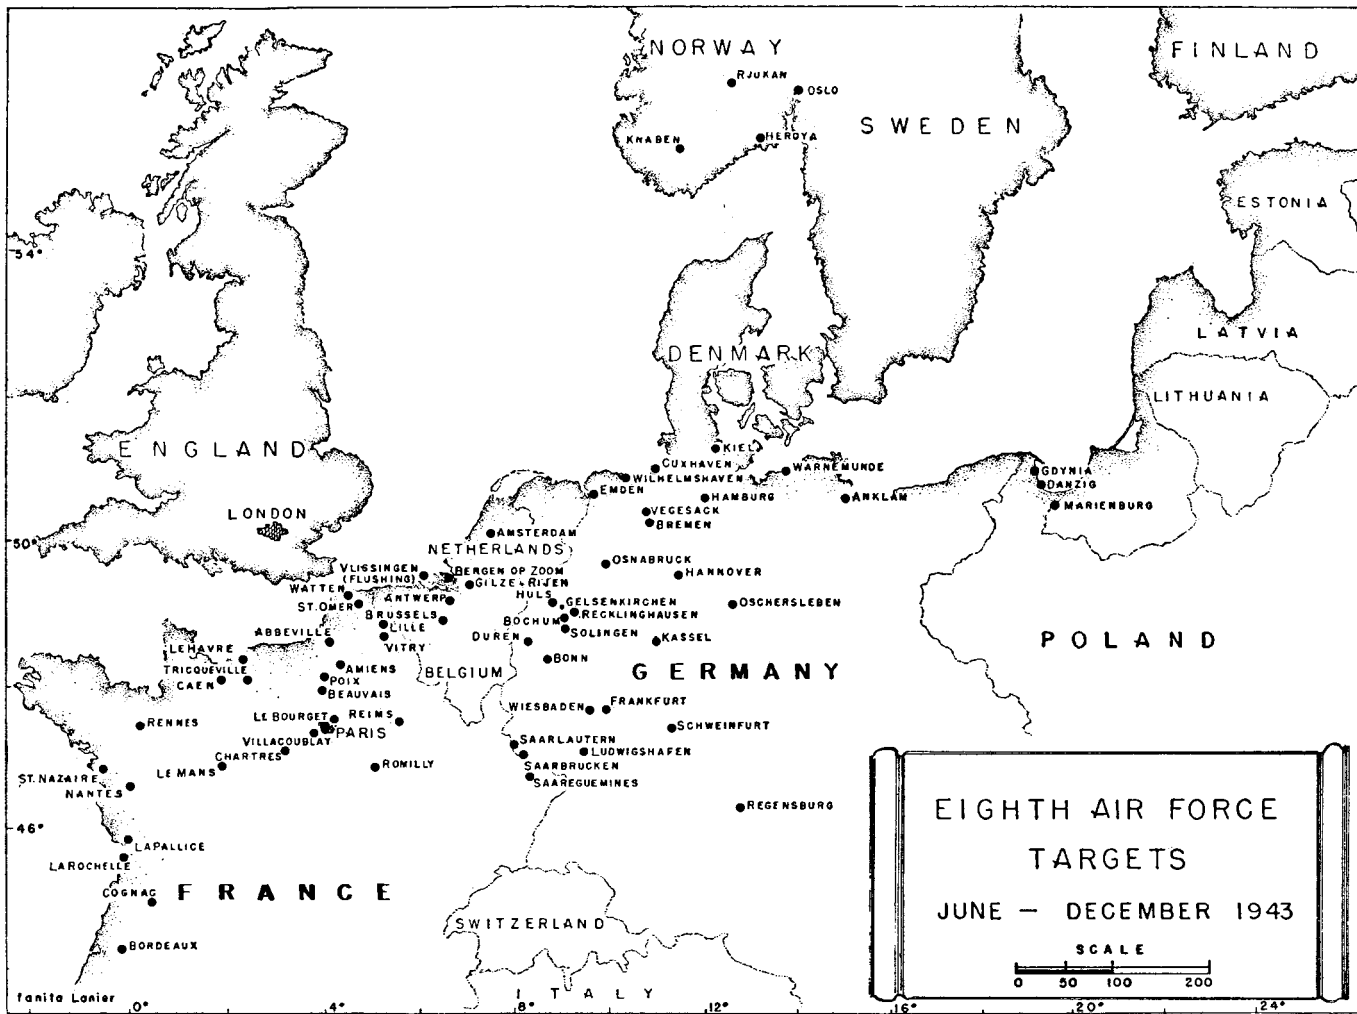 NORWAY
FINLAND
RJUKAN
OSLO
SWEDEN
KNABEN
HEROYA
ESTONIA
54°
LATVIA
DENMARK
LITHUANIA
ENGLAND
KIEL
CUXHAVEN
WARNEMUNDE
GDYNIA
WILHELMSHAVEN
DANZIG
EMDEN
HAMBURG
ANKLAM
MARIENBURG
LONDON
VEGESACK
BREMEN
50°
AMSTERDAM
NETHERLANDS
OSNABRUCK
VLISSINGEN
(FLUSHING)
BERGEN OP ZOOM
HANNOVER
GILZE-RIJEN
WATTEN
HULS
ST.OMER
ANTWERP
GELSENKIRCHEN
OSCHERSLEBEN
BRUSSELS
RECKLINGHAUSEN
BOCHUM
LILLE
SOLINGEN
ABBEVILLE
DUREN
KASSEL
POLAND
VITRY
LEHAVRE
BONN
TRICQUEVILLE
AMIENS
BELGIUM
GERMANY
CAEN
POIX
BEAUVAIS
WIESBADEN
FRANKFURT
RENNES
LE BOURGET
REIMS
SCHWEINFURT
PARIS
VILLACOUBLAY
SAARLAUTERN
CHARTRES
LUDWIGSHAFEN
LE MANS
ROMILLY
SAARBRUCKEN
ST. NAZAIRE
SAAREGUEMINES
NANTES
REGENSBURG
46°
LAPALLICE
LAROCHELLE
COGNAC
FRANCE
SWITZERLAND
BORDEAUX
ITALY
EIGHTH AIR FORCE
TARGETS
JUNE — DECEMBER 1943
SCALE
0 50 100 200
Tanita Lanier
0° 4° 8° 12° 16° 20° 24°